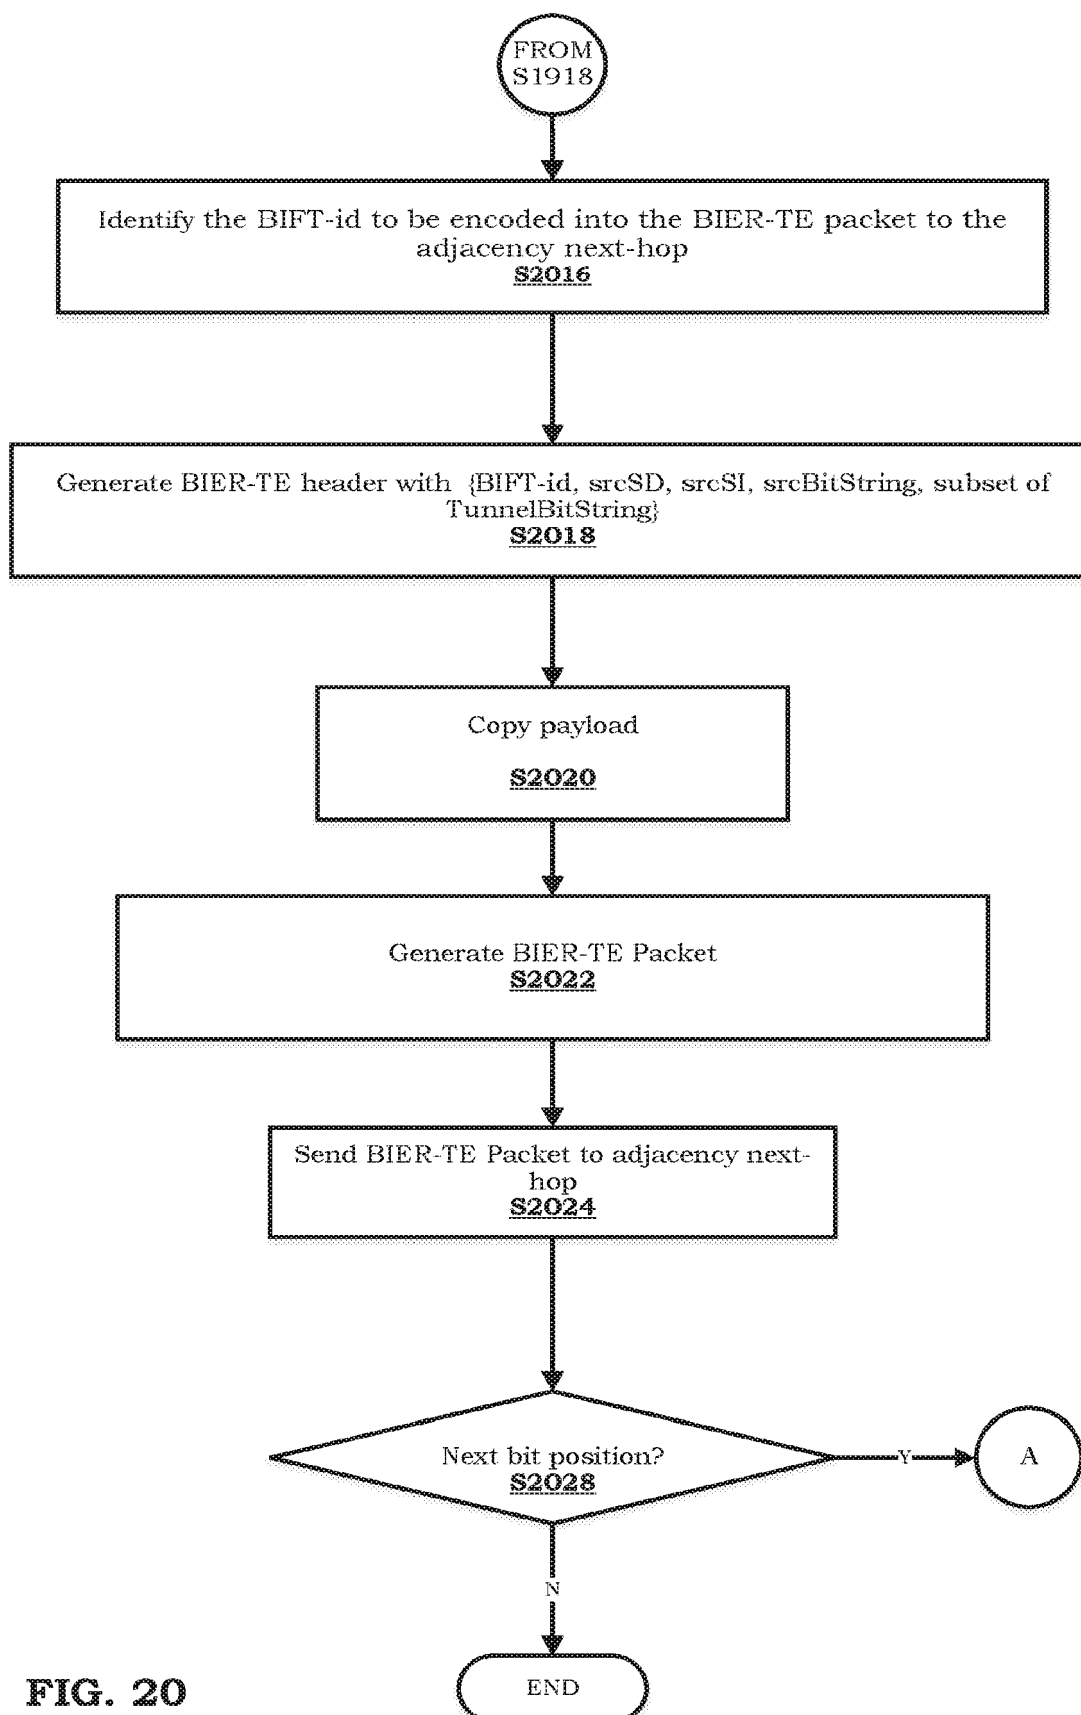 FROM
S1918
Identify the BIFT-id to be encoded into the BIER-TE packet to the
adjacency next-hop
S2016
Generate BIER-TE header with {BIFT-id, srcSD, srcSI, srcBitString, subset of
TunnelBitString}
S2018
Copy payload
S2020
Generate BIER-TE Packet
S2022
Send BIER-TE Packet to adjacency next-
hop
S2024
Next bit position?
S2028
Y
A
N
END
FIG. 20